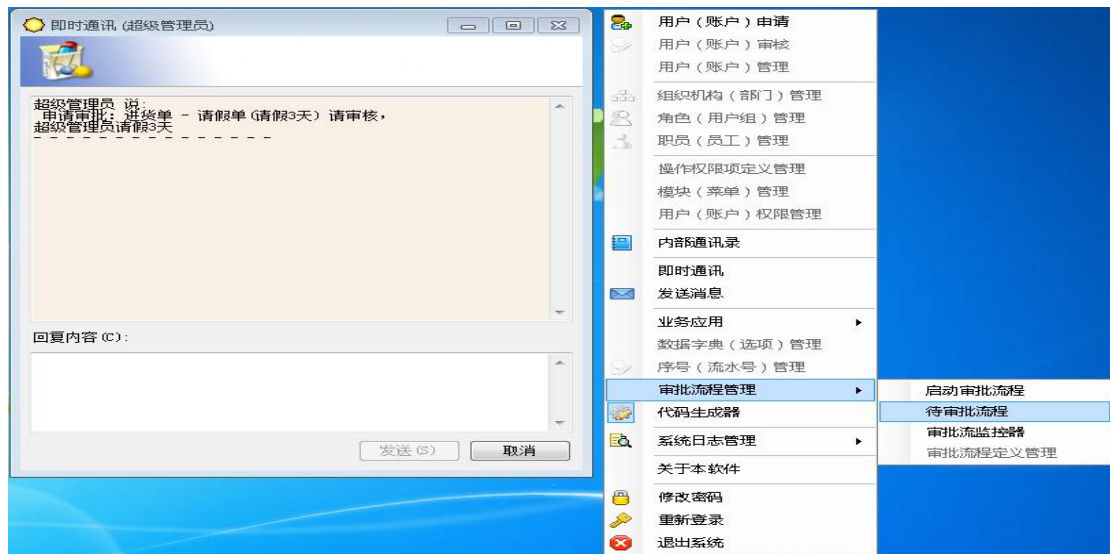 即时通讯 (超级管理员)
超级管理员 说:
申请审批: 进货单 - 请假单(请假3天) 请审核,
超级管理员请假3天
- - - - - - - - - - - - - - -
回复内容(C):
发送(S)
取消
用户(账户)申请
用户(账户)审核
用户(账户)管理
组织机构(部门)管理
角色(用户组)管理
职员(员工)管理
操作权限项定义管理
模块(菜单)管理
用户(账户)权限管理
内部通讯录
即时通讯
发送消息
业务应用
数据字典(选项)管理
序号(流水号)管理
审批流程管理
代码生成器
系统日志管理
关于本软件
修改密码
重新登录
退出系统
启动审批流程
待审批流程
审批流监控器
审批流程定义管理